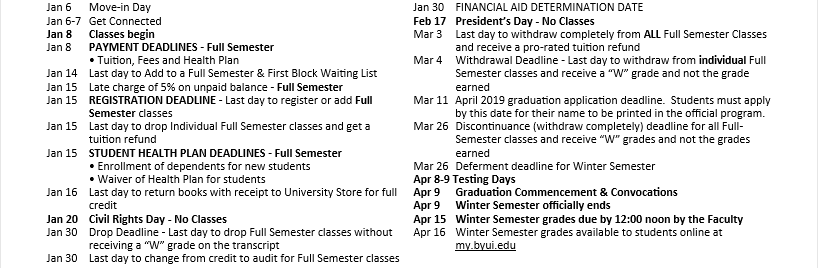 Jan 6 Move-in Day
Jan 6-7 Get Connected
Jan 8 Classes begin
Jan 8 PAYMENT DEADLINES - Full Semester
• Tuition, Fees and Health Plan
Jan 14 Last day to Add to a Full Semester & First Block Waiting List
Jan 15 Late charge of 5% on unpaid balance - Full Semester
Jan 15 REGISTRATION DEADLINE - Last day to register or add Full
Semester classes
Jan 15 Last day to drop Individual Full Semester classes and get a
tuition refund
Jan 15 STUDENT HEALTH PLAN DEADLINES - Full Semester
• Enrollment of dependents for new students
• Waiver of Health Plan for students
Jan 16 Last day to return books with receipt to University Store for full
credit
Jan 20 Civil Rights Day - No Classes
Jan 30 Drop Deadline - Last day to drop Full Semester classes without
receiving a “W” grade on the transcript
Jan 30 Last day to change from credit to audit for Full Semester classes
Jan 30 FINANCIAL AID DETERMINATION DATE
Feb 17 President’s Day - No Classes
Mar 3 Last day to withdraw completely from ALL Full Semester Classes
and receive a pro-rated tuition refund
Mar 4 Withdrawal Deadline - Last day to withdraw from individual Full
Semester classes and receive a “W” grade and not the grade
earned
Mar 11 April 2019 graduation application deadline. Students must apply
by this date for their name to be printed in the official program.
Mar 26 Discontinuance (withdraw completely) deadline for all Full-
Semester classes and receive “W” grades and not the grades
earned
Mar 26 Deferment deadline for Winter Semester
Apr 8-9 Testing Days
Apr 9 Graduation Commencement & Convocations
Apr 9 Winter Semester officially ends
Apr 15 Winter Semester grades due by 12:00 noon by the Faculty
Apr 16 Winter Semester grades available to students online at
my.byui.edu